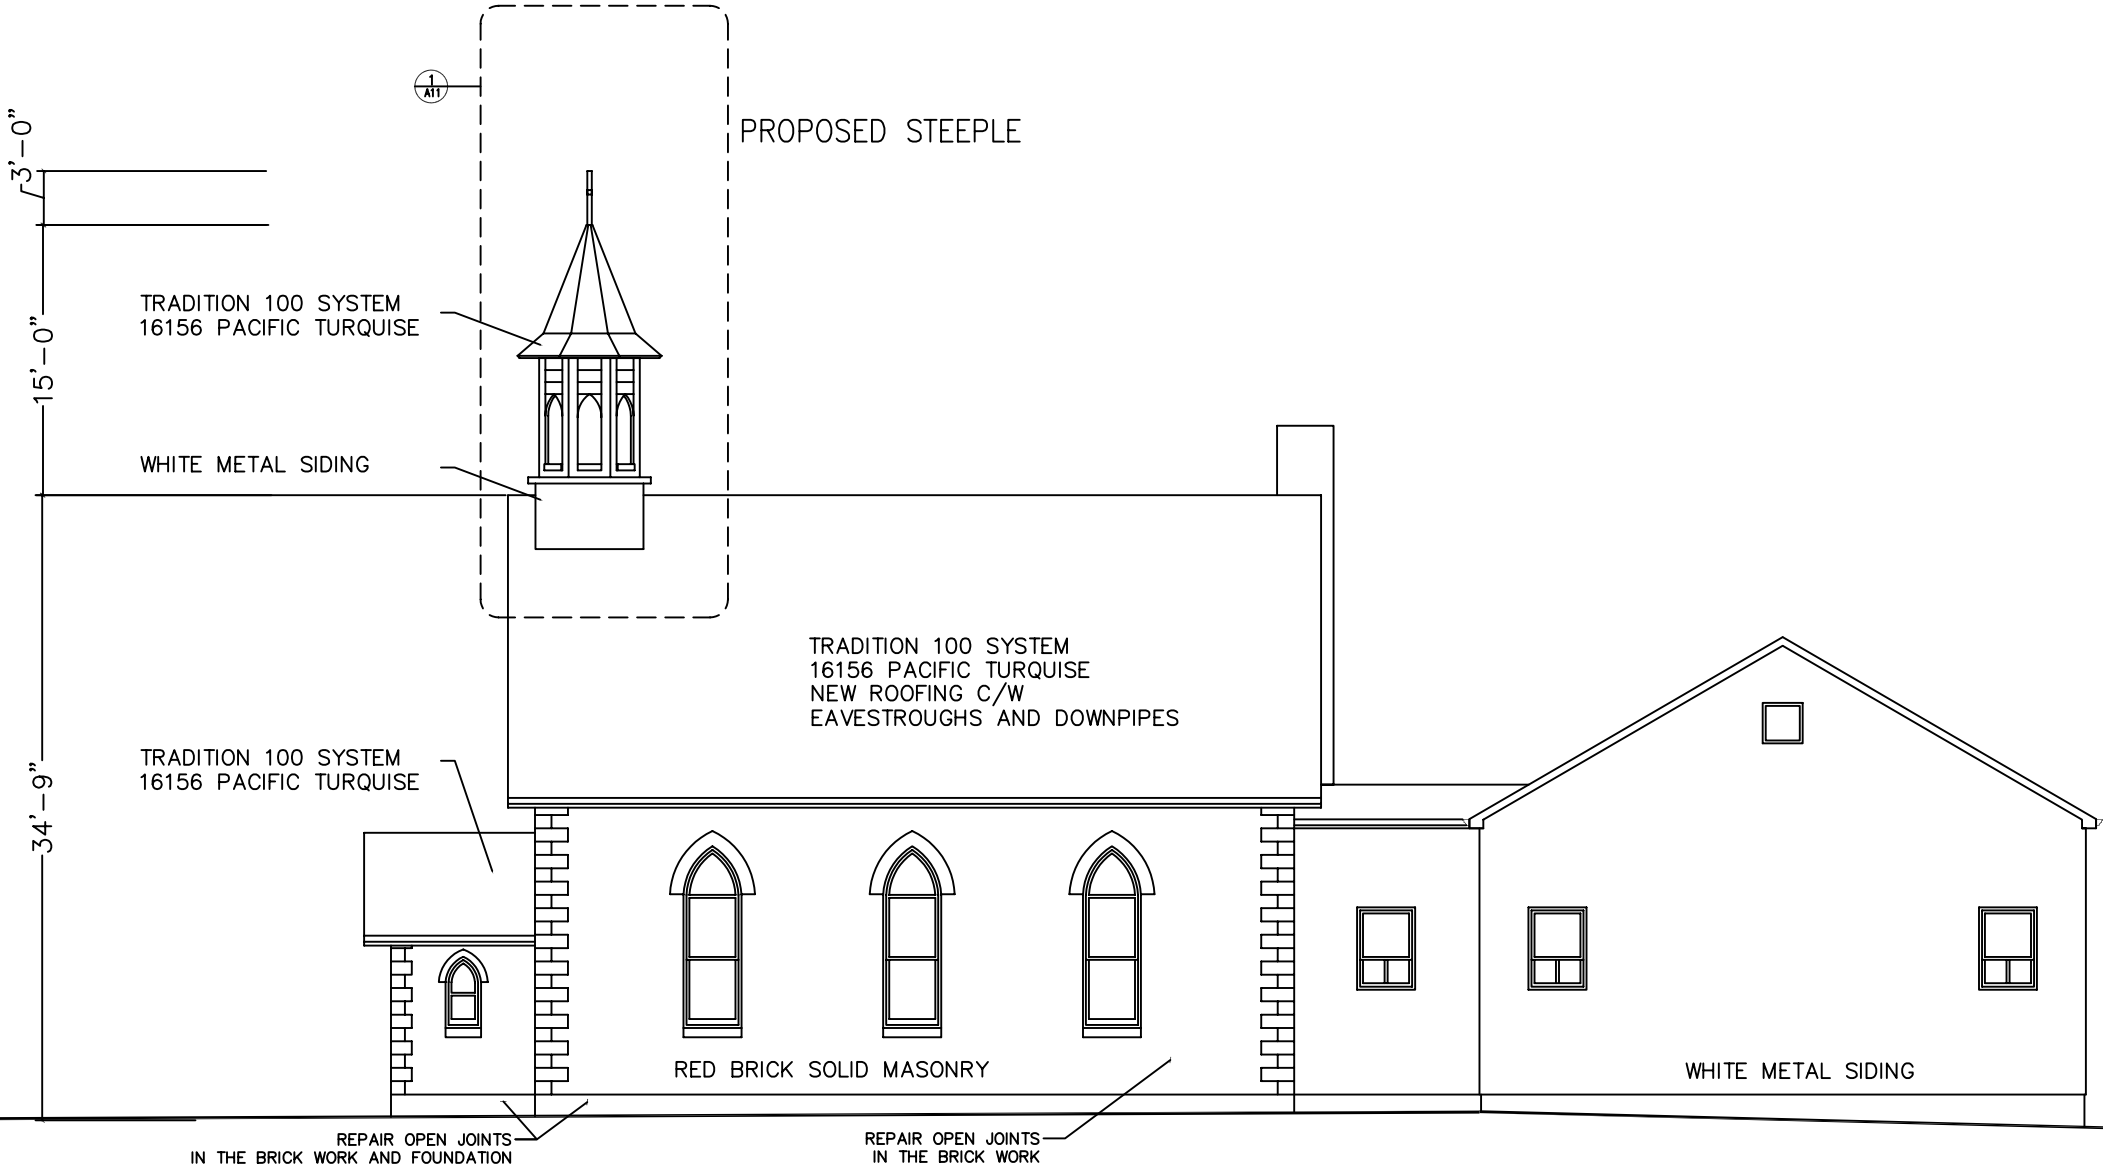 1
A11
PROPOSED STEEPLE
3'-0"
TRADITION 100 SYSTEM
16156 PACIFIC TURQUISE
15'-0"
WHITE METAL SIDING
TRADITION 100 SYSTEM
16156 PACIFIC TURQUISE
NEW ROOFING C/W
EAVESTROUGHS AND DOWNPIPES
TRADITION 100 SYSTEM
16156 PACIFIC TURQUISE
34'-9"
RED BRICK SOLID MASONRY
WHITE METAL SIDING
REPAIR OPEN JOINTS
IN THE BRICK WORK AND FOUNDATION
REPAIR OPEN JOINTS
IN THE BRICK WORK